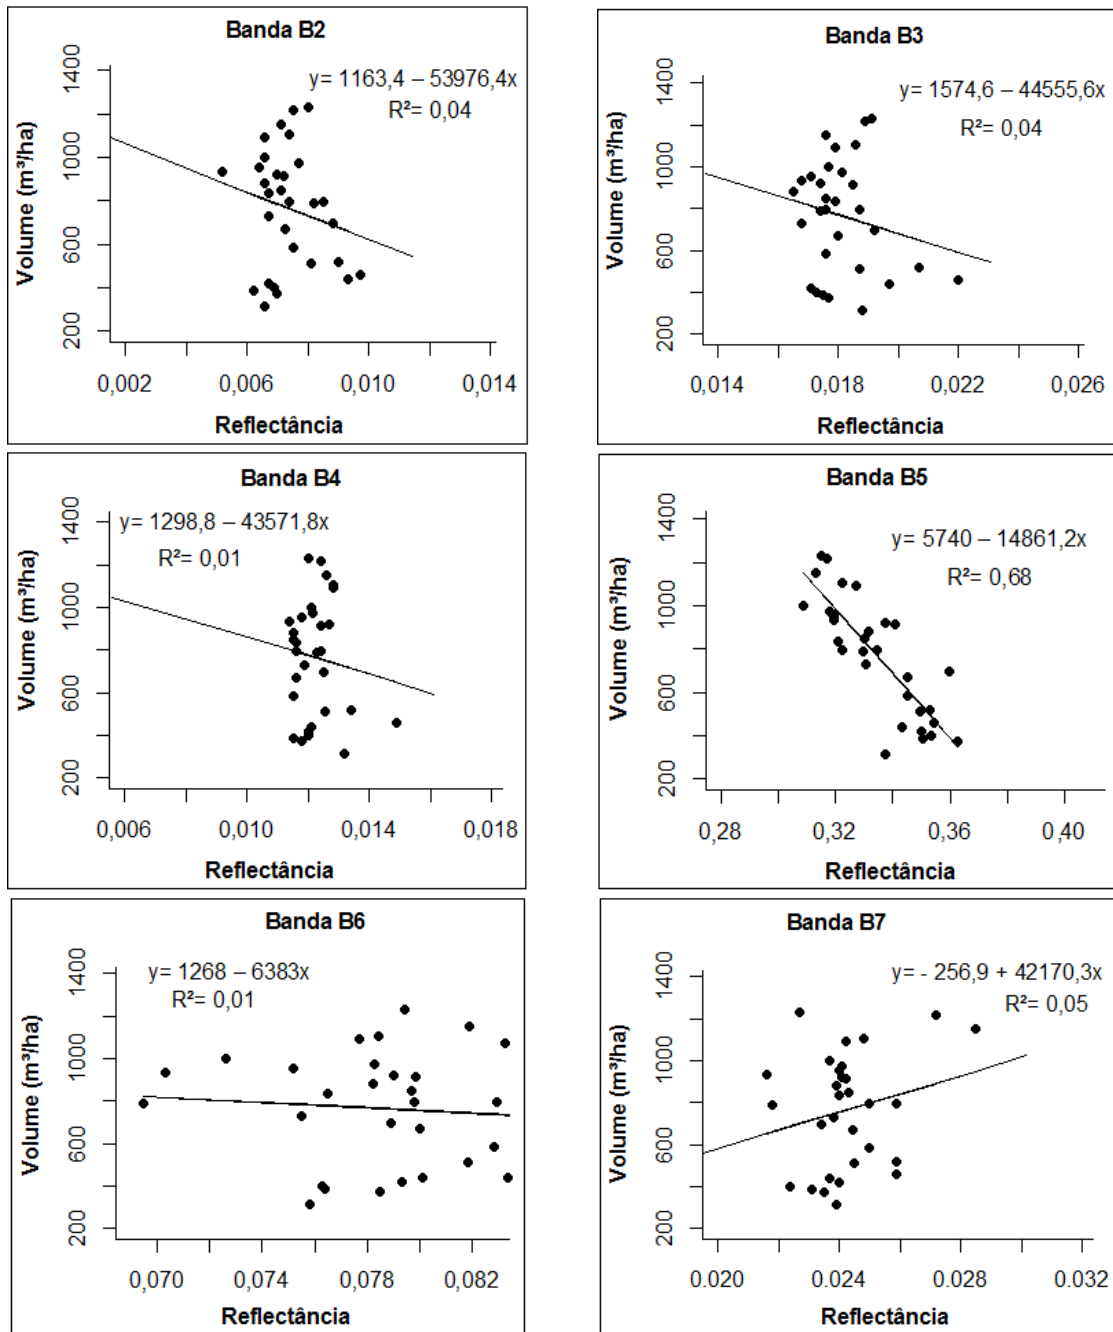 Banda B2
y= 1163,4 – 53976,4x
R²= 0,04
Volume (m³/ha)
200 600 1000 1400
0,002 0,006 0,010 0,014
Reflectância
Banda B3
y= 1574,6 – 44555,6x
R²= 0,04
Volume (m³/ha)
200 600 1000 1400
0,014 0,018 0,022 0,026
Reflectância
Banda B4
y= 1298,8 – 43571,8x
R²= 0,01
Volume (m³/ha)
200 600 1000 1400
0,006 0,010 0,014 0,018
Reflectância
Banda B5
y= 5740 – 14861,2x
R²= 0,68
Volume (m³/ha)
200 600 1000 1400
0,28 0,32 0,36 0,40
Reflectância
Banda B6
y= 1268 – 6383x
R²= 0,01
Volume (m³/ha)
200 600 1000 1400
0,070 0,074 0,078 0,082
Reflectância
Banda B7
y= - 256,9 + 42170,3x
R²= 0,05
Volume (m³/ha)
200 600 1000 1400
0.020 0.024 0.028 0.032
Reflectância